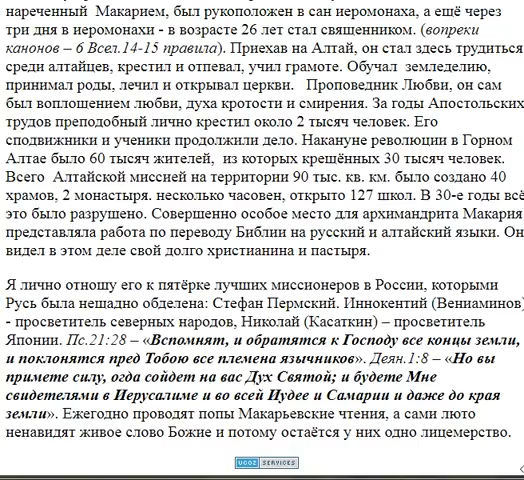 нареченный  Макарием, был рукоположен в сан иеромонаха, а ещё через
три дня в иеромонахи - в возрасте 26 лет стал священником. (вопреки
канонов – 6 Всел.14-15 правила). Приехав на Алтай, он стал здесь трудиться
среди алтайцев, крестил и отпевал, учил грамоте. Обучал  земледелию,
принимал роды, лечил и открывал церкви.   Проповедник Любви, он сам
был воплощением любви, духа кротости и смирения. За годы Апостольских
трудов преподобный лично крестил около 2 тысяч человек. Его
сподвижники и ученики продолжили дело. Накануне революции в Горном
Алтае было 60 тысяч жителей,  из которых крешённых 30 тысяч человек.
Всего  Алтайской миссией на территории 90 тыс. кв. км. было создано 40
храмов, 2 монастыря. несколько часовен, открыто 127 школ. В 30-е годы всё
это было разрушено. Совершенно особое место для архимандрита Макария
представляла работа по переводу Библии на русский и алтайский языки. Он
видел в этом деле свой долго христианина и пастыря.
Я лично отношу его к пятёрке лучших миссионеров в России, которыми
Русь была нещадно обделена: Стефан Пермский. Иннокентий (Вениаминов)
- просветитель северных народов, Николай (Касаткин) – просветитель
Японии. Пс.21:28 – «Вспомнят, и обратятся к Господу все концы земли,
и поклонятся пред Тобою все племена язычников». Деян.1:8 – «Но вы
примете силу, огда сойдет на вас Дух Святой; и будете Мне
свидетелями в Иерусалиме и во всей Иудее и Самарии и даже до края
земли». Ежегодно проводят попы Макарьевские чтения, а сами люто
ненавидят живое слово Божие и потому остаётся у них одно лицемерство.
UCOZ SERVICES